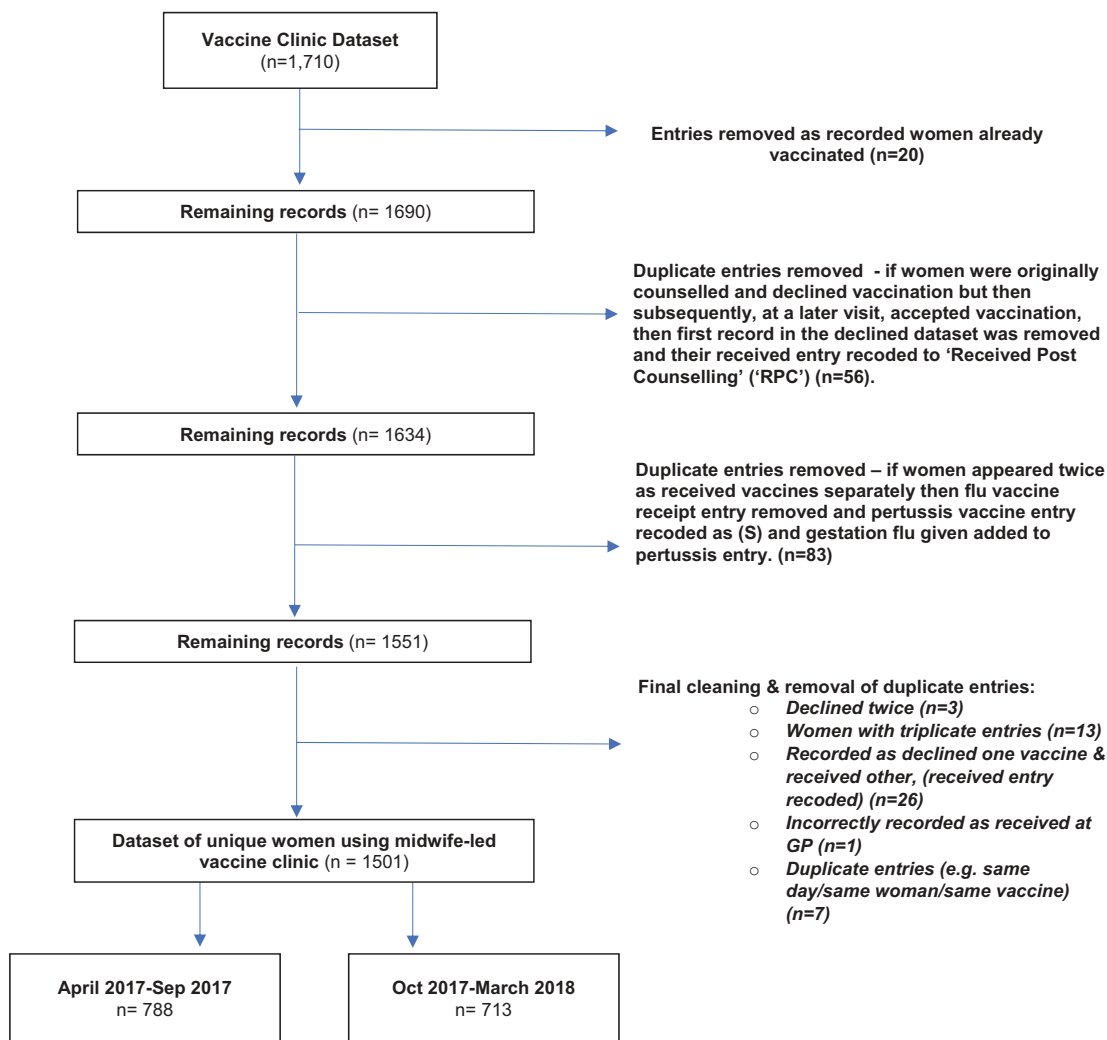 Vaccine Clinic Dataset
(n=1,710)
Entries removed as recorded women already
vaccinated (n=20)
Remaining records (n= 1690)
Duplicate entries removed  - if women were originally
counselled and declined vaccination but then
subsequently, at a later visit, accepted vaccination,
then first record in the declined dataset was removed
and their received entry recoded to ‘Received Post
Counselling’ (‘RPC’) (n=56).
Remaining records (n= 1634)
Duplicate entries removed – if women appeared twice
as received vaccines separately then flu vaccine
receipt entry removed and pertussis vaccine entry
recoded as (S) and gestation flu given added to
pertussis entry. (n=83)
Remaining records (n= 1551)
Final cleaning & removal of duplicate entries:
o Declined twice (n=3)
o Women with triplicate entries (n=13)
o Recorded as declined one vaccine &
received other, (received entry
recoded) (n=26)
o Incorrectly recorded as received at
GP (n=1)
o Duplicate entries (e.g. same
day/same woman/same vaccine)
(n=7)
Dataset of unique women using midwife-led
vaccine clinic (n = 1501)
April 2017-Sep 2017
n= 788
Oct 2017-March 2018
n= 713